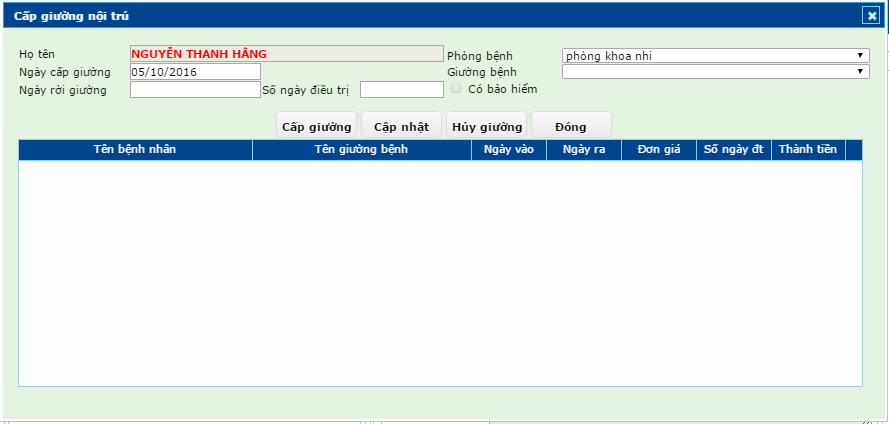 Cấp giường nội trú
Họ tên NGUYỄN THANH HẰNG Phòng bệnh phòng khoa nhi
Ngày cấp giường 05/10/2016 Giường bệnh
Ngày rời giường Số ngày điều trị Có bảo hiểm
Cấp giường Cập nhật Hủy giường Đóng
Tên bệnh nhân Tên giường bệnh Ngày vào Ngày ra Đơn giá Số ngày đt Thành tiền